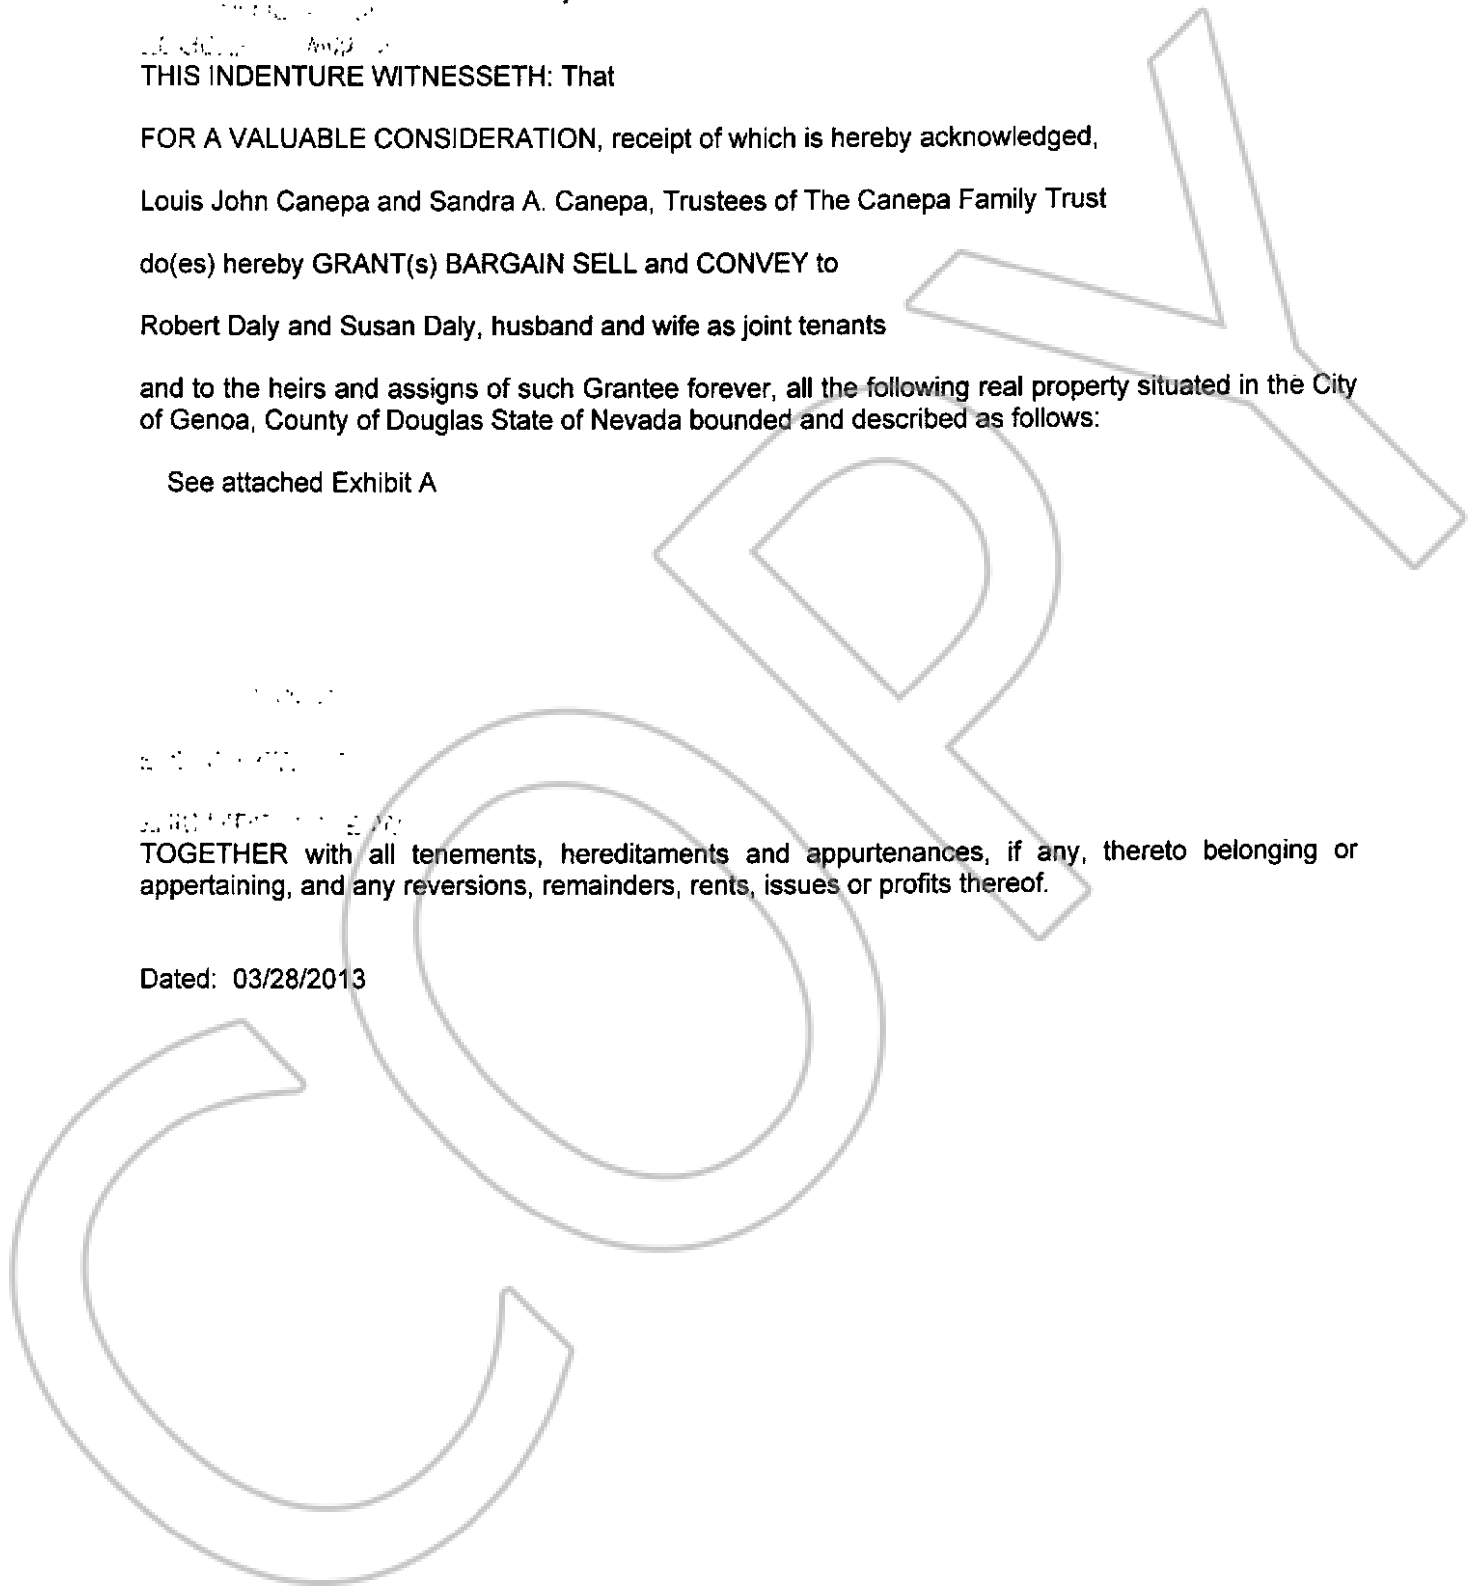 THIS INDENTURE WITNESSETH: That
FOR A VALUABLE CONSIDERATION, receipt of which is hereby acknowledged,
Louis John Canepa and Sandra A. Canepa, Trustees of The Canepa Family Trust
do(es) hereby GRANT(s) BARGAIN SELL and CONVEY to
Robert Daly and Susan Daly, husband and wife as joint tenants
and to the heirs and assigns of such Grantee forever, all the following real property situated in the City
of Genoa, County of Douglas State of Nevada bounded and described as follows:
See attached Exhibit A
TOGETHER with all tenements, hereditaments and appurtenances, if any, thereto belonging or
appertaining, and any reversions, remainders, rents, issues or profits thereof.
Dated: 03/28/2013
COPY